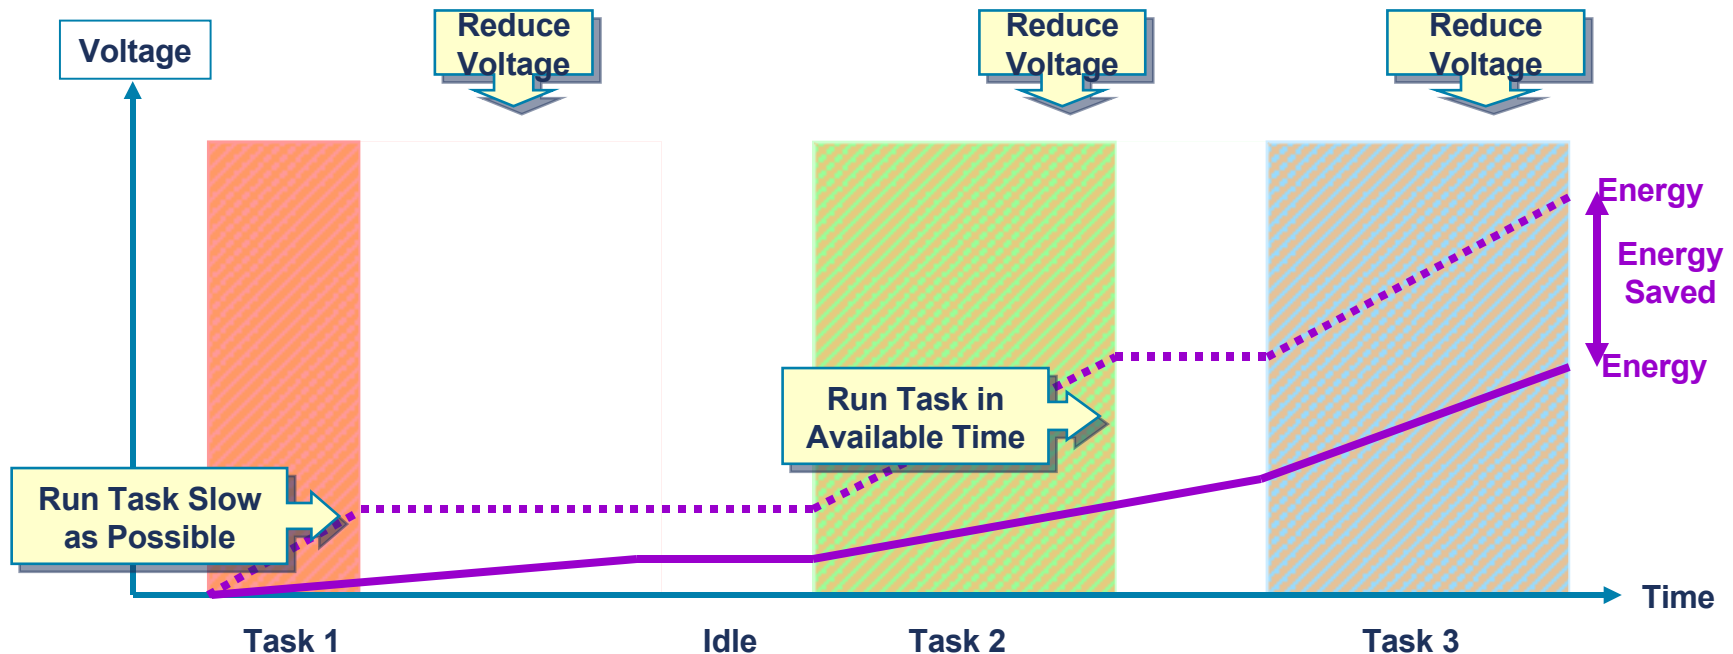 Voltage
Reduce
Voltage
Reduce
Voltage
Reduce
Voltage
Energy
Energy
Saved
Energy
Run Task in
Available Time
Run Task Slow
as Possible
Time
Task 1
Idle
Task 2
Task 3